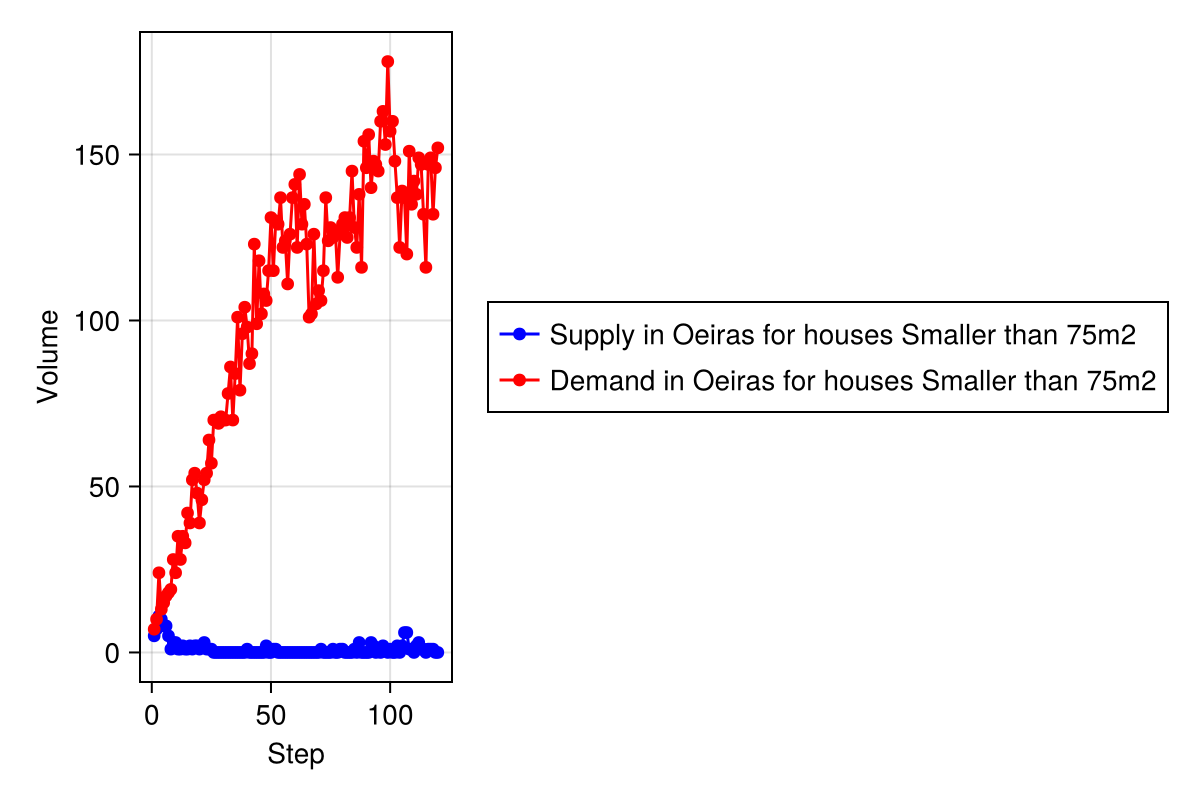 Volume
150
100
50
0
0 50 100
Step
Supply in Oeiras for houses Smaller than 75m2
Demand in Oeiras for houses Smaller than 75m2